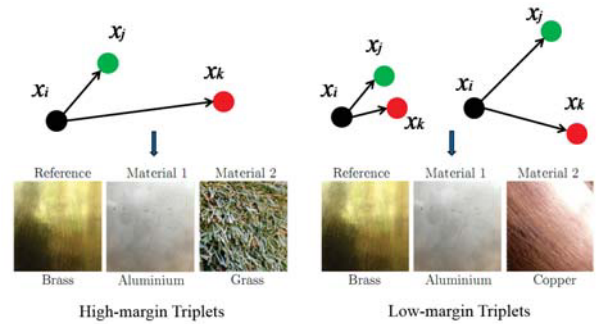 xj
xi
xk
Reference Material 1 Material 2
Brass Aluminium Grass
High-margin Triplets
xj
xi
xk
xj
xi
xk
Reference Material 1 Material 2
Brass Aluminium Copper
Low-margin Triplets